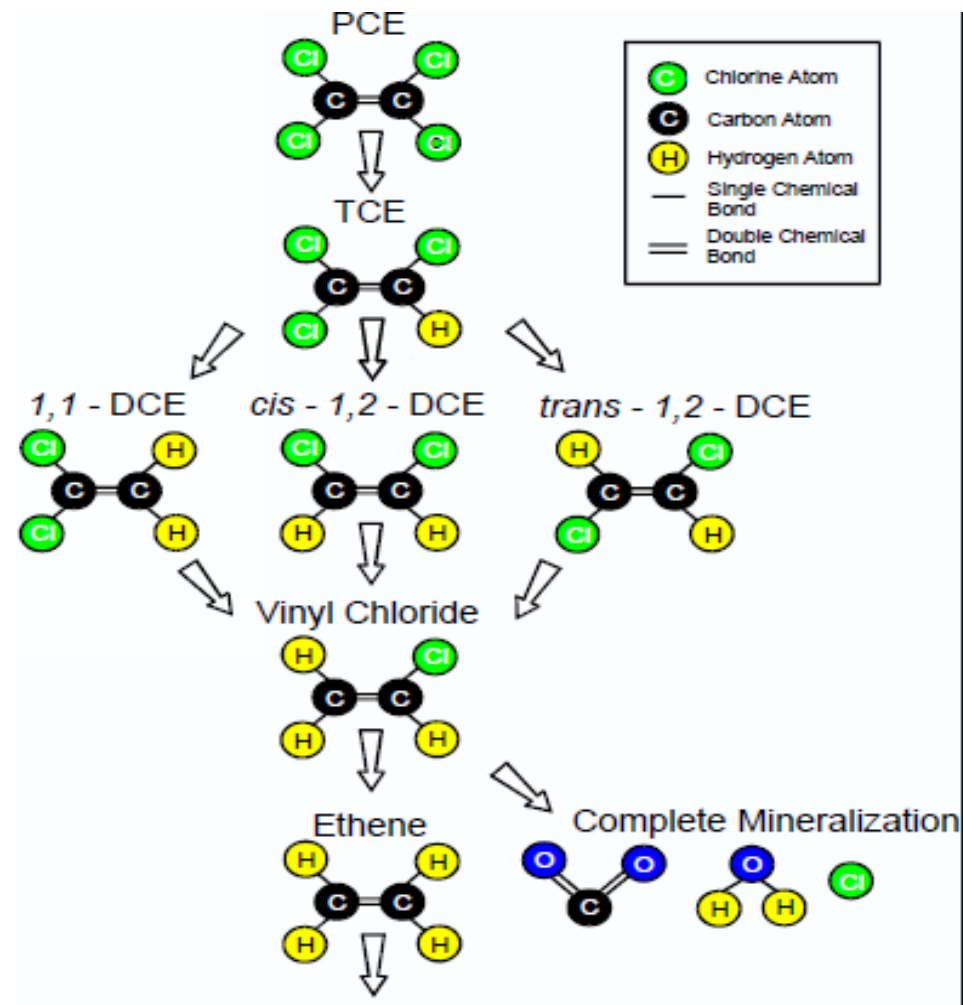 PCE
Cl Cl
C C
Cl Cl
C Chlorine Atom
C Carbon Atom
H Hydrogen Atom
Single Chemical
Bond
Double Chemical
Bond
TCE
Cl Cl
C C
Cl H
1,1 - DCE cis - 1,2 - DCE trans - 1,2 - DCE
Cl H Cl Cl H Cl
C C C C C C
Cl H H H Cl H
Vinyl Chloride
H Cl
C C
H H
Ethene
H H
C C
H H
Complete Mineralization
O O O Cl
C H H